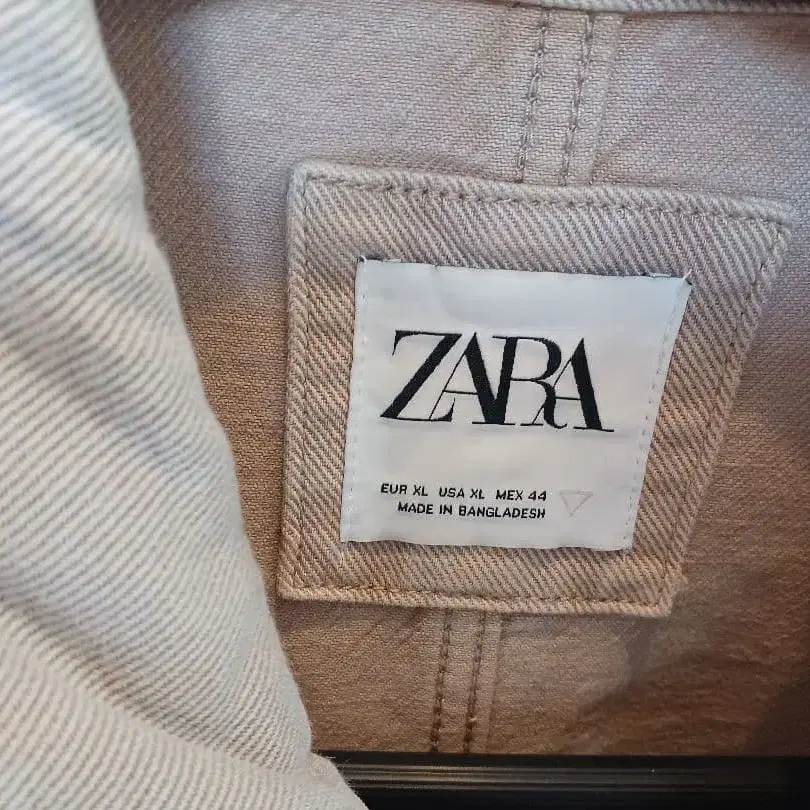 ZARA
EUR XL USA XL MEX 44
MADE IN BANGLADESH